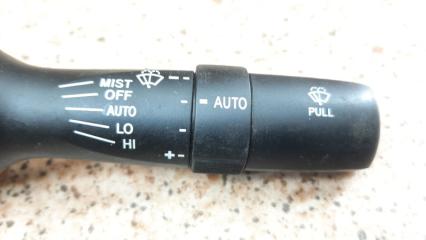 MIST
OFF
AUTO
LO
HI
= AUTO
PULL